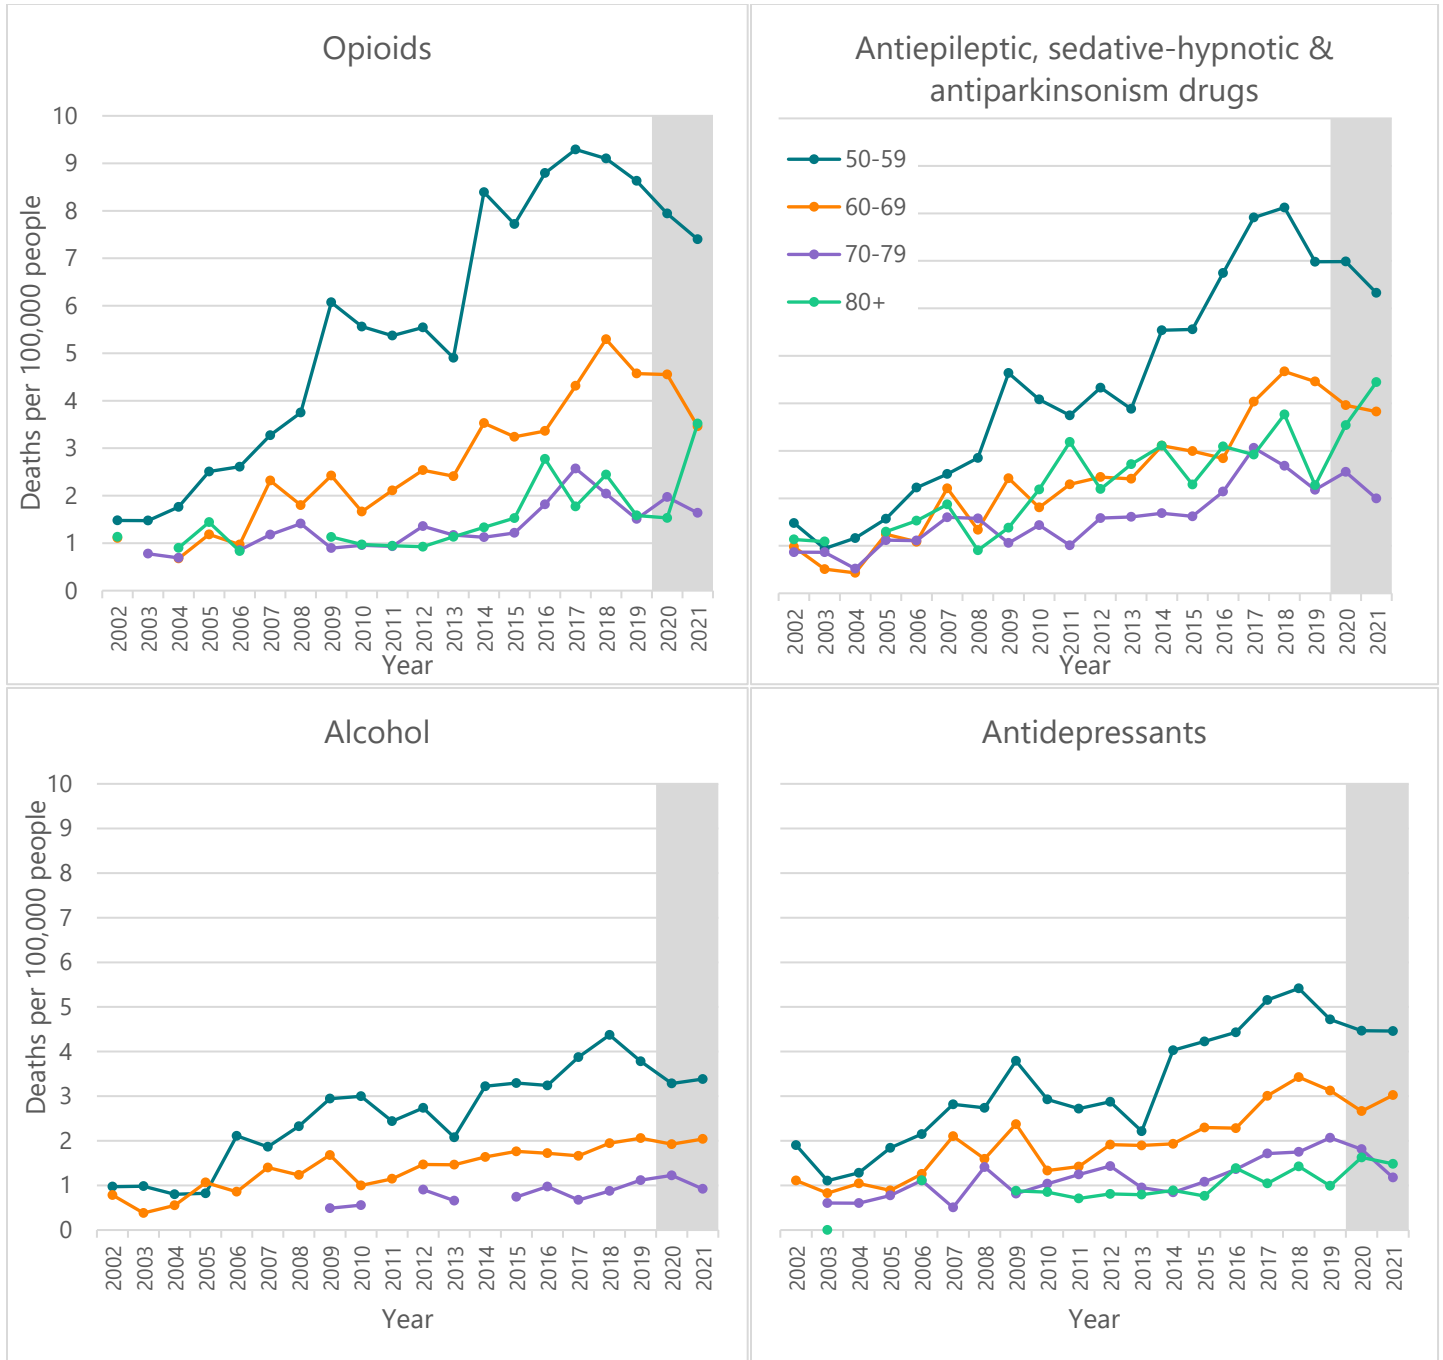 Opioids
Deaths per 100,000 people
10
9
8
7
6
5
4
3
2
1
0
2002 2003 2004 2005 2006 2007 2008 2009 2010 2011 2012 2013 2014 2015 2016 2017 2018 2019 2020 2021
Year
Antiepileptic, sedative-hypnotic &
antiparkinsonism drugs
50-59
60-69
70-79
80+
2002 2003 2004 2005 2006 2007 2008 2009 2010 2011 2012 2013 2014 2015 2016 2017 2018 2019 2020 2021
Year
Alcohol
Deaths per 100,000 people
10
9
8
7
6
5
4
3
2
1
0
2002 2003 2004 2005 2006 2007 2008 2009 2010 2011 2012 2013 2014 2015 2016 2017 2018 2019 2020 2021
Year
Antidepressants
2002 2003 2004 2005 2006 2007 2008 2009 2010 2011 2012 2013 2014 2015 2016 2017 2018 2019 2020 2021
Year